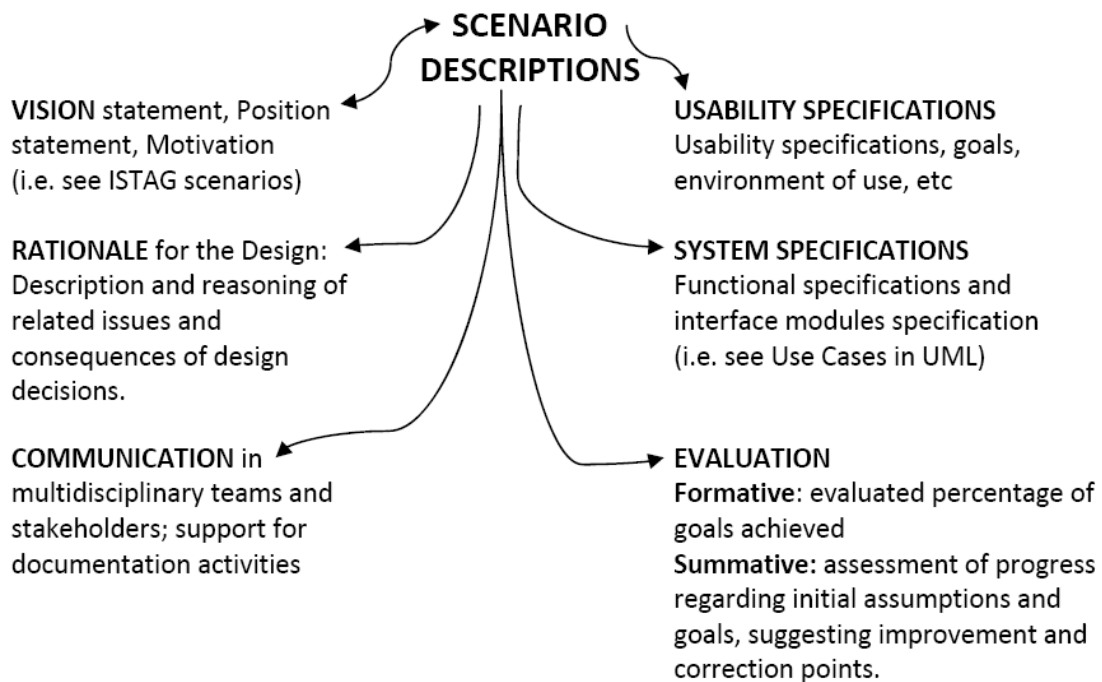 SCENARIO
DESCRIPTIONS
VISION statement, Position
statement, Motivation
(i.e. see ISTAG scenarios)
RATIONALE for the Design:
Description and reasoning of
related issues and
consequences of design
decisions.
COMMUNICATION in
multidisciplinary teams and
stakeholders; support for
documentation activities
USABILITY SPECIFICATIONS
Usability specifications, goals,
environment of use, etc
SYSTEM SPECIFICATIONS
Functional specifications and
interface modules specification
(i.e. see Use Cases in UML)
EVALUATION
Formative: evaluated percentage of
goals achieved
Summative: assessment of progress
regarding initial assumptions and
goals, suggesting improvement and
correction points.